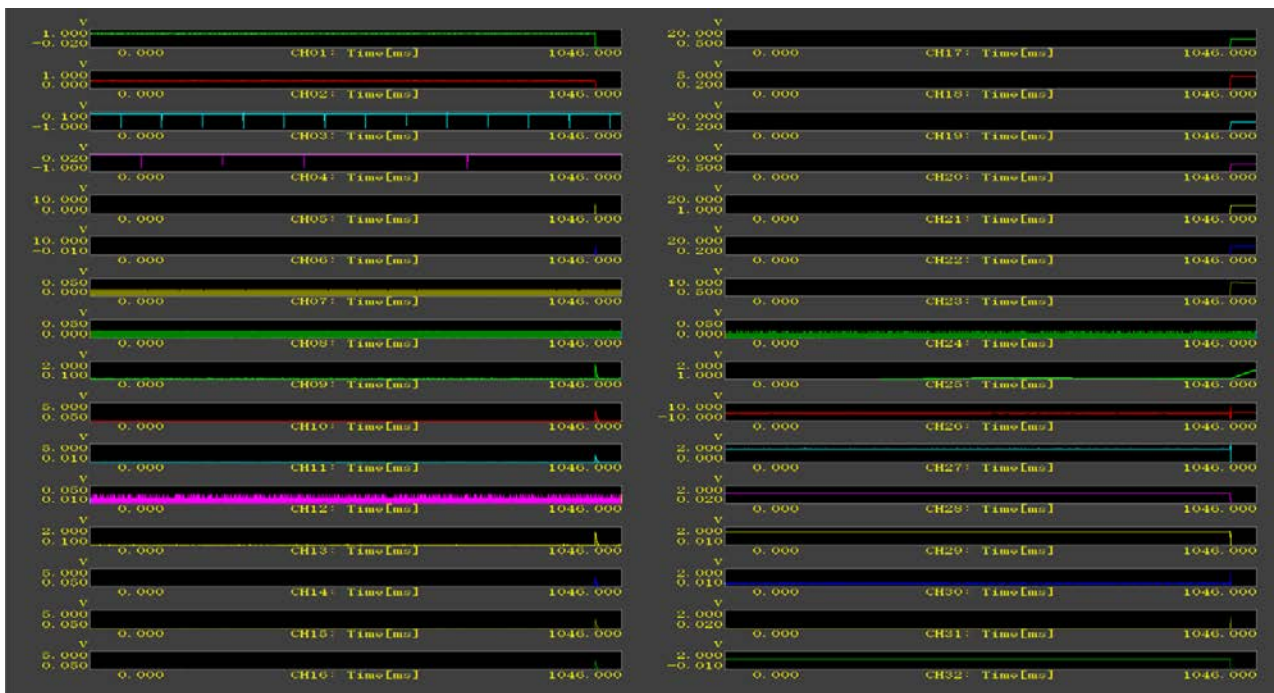 V
-1.000
-0.020
0.000 CH01: Time[ms] 1046.000
V
1.000
0.000
0.000 CH02: Time[ms] 1046.000
V
0.100
-1.000
0.000 CH03: Time[ms] 1046.000
V
0.020
-1.000
0.000 CH04: Time[ms] 1046.000
V
10.000
0.000
0.000 CH05: Time[ms] 1046.000
V
10.000
-0.010
0.000 CH06: Time[ms] 1046.000
V
0.050
0.000
0.000 CH07: Time[ms] 1046.000
V
0.050
0.000
0.000 CH08: Time[ms] 1046.000
V
2.000
0.100
0.000 CH09: Time[ms] 1046.000
V
5.000
0.050
0.000 CH10: Time[ms] 1046.000
V
5.000
0.010
0.000 CH11: Time[ms] 1046.000
V
0.050
0.010
0.000 CH12: Time[ms] 1046.000
V
2.000
0.100
0.000 CH13: Time[ms] 1046.000
V
5.000
0.050
0.000 CH14: Time[ms] 1046.000
V
5.000
0.050
0.000 CH15: Time[ms] 1046.000
V
5.000
0.050
0.000 CH16: Time[ms] 1046.000
V
20.000
0.500
0.000 CH17: Time[ms] 1046.000
V
5.000
0.200
0.000 CH18: Time[ms] 1046.000
V
20.000
0.200
0.000 CH19: Time[ms] 1046.000
V
20.000
0.500
0.000 CH20: Time[ms] 1046.000
V
20.000
1.000
0.000 CH21: Time[ms] 1046.000
V
20.000
0.200
0.000 CH22: Time[ms] 1046.000
V
10.000
0.500
0.000 CH23: Time[ms] 1046.000
V
0.050
0.000
0.000 CH24: Time[ms] 1046.000
V
2.000
1.000
0.000 CH25: Time[ms] 1046.000
V
10.000
-10.000
0.000 CH26: Time[ms] 1046.000
V
2.000
0.000
0.000 CH27: Time[ms] 1046.000
V
2.000
0.020
0.000 CH28: Time[ms] 1046.000
V
2.000
0.010
0.000 CH29: Time[ms] 1046.000
V
2.000
0.010
0.000 CH30: Time[ms] 1046.000
V
2.000
0.020
0.000 CH31: Time[ms] 1046.000
V
2.000
-0.010
0.000 CH32: Time[ms] 1046.000